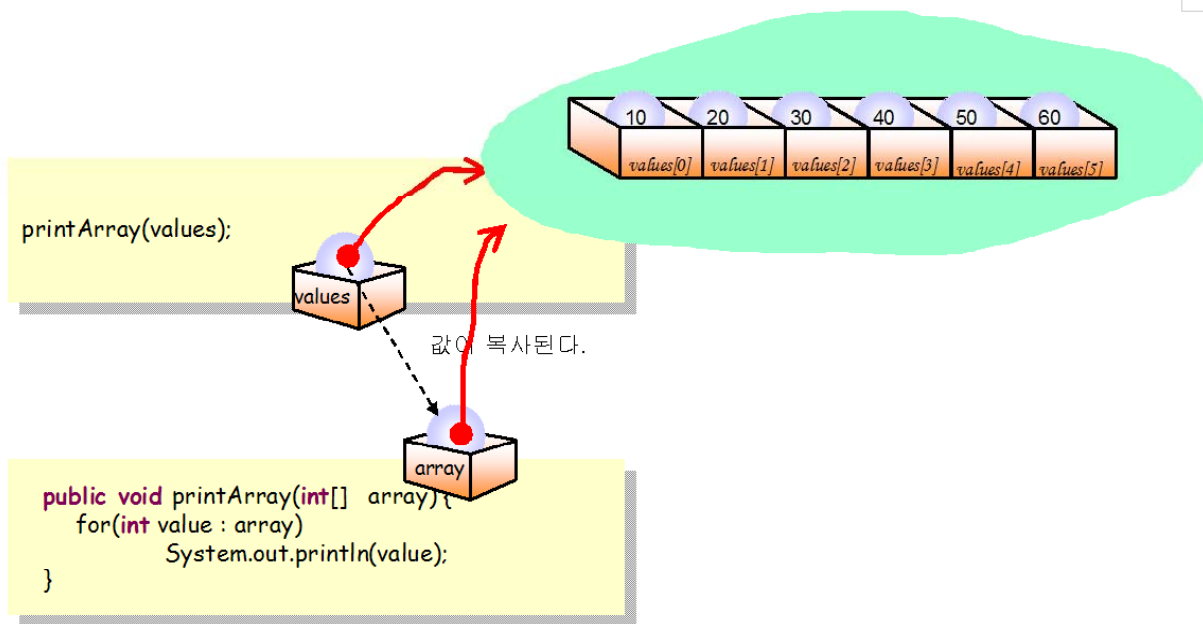 10 20 30 40 50 60
values[0] values[1] values[2] values[3] values[4] values[5]
printArray(values);
values
값이 복사된다.
array
public void printArray(int[] array){
for(int value : array)
System.out.println(value);
}